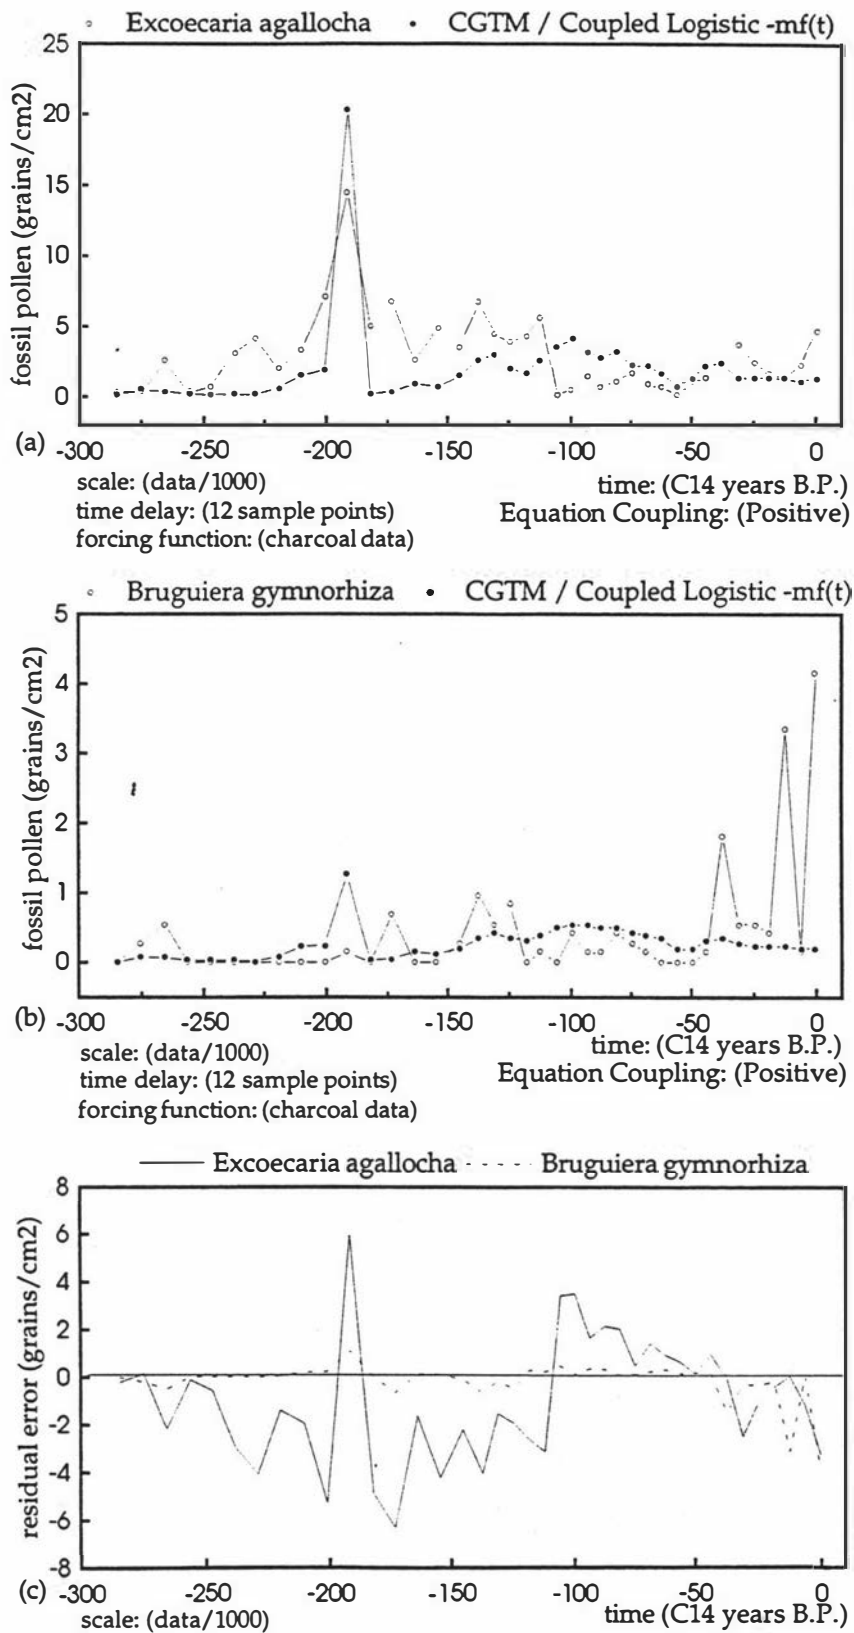 Excoecaria agallocha • CGTM / Coupled Logistic -mf(t)
25
20
15
10
5
0
fossil pollen (grains/cm2)
(a) -300 -250 -200 -150 -100 -50 0
scale: (data/1000) time: (C14 years B.P.)
time delay: (12 sample points) Equation Coupling: (Positive)
forcing function: (charcoal data)
Bruguiera gymnorhiza • CGTM / Coupled Logistic -mf(t)
5
4
3
2
1
0
fossil pollen (grains/cm2)
(b) -300 -250 -200 -150 -100 -50 0
scale: (data/1000) time: (C14 years B.P.)
time delay: (12 sample points) Equation Coupling: (Positive)
forcing function: (charcoal data)
Excoecaria agallocha - - - - Bruguiera gymnorhiza
8
6
4
2
0
-2
-4
-6
-8
residual error (grains/cm2)
(c) -300 -250 -200 -150 -100 -50 0
scale: (data/1000) time (C14 years B.P.)